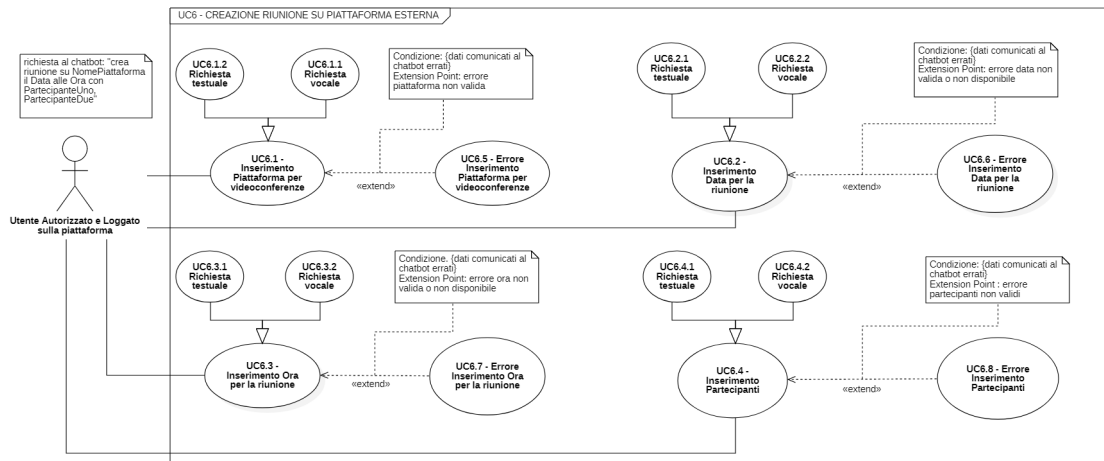 UC6 - CREAZIONE RIUNIONE SU PIATTAFORMA ESTERNA
richiesta al chatbot: "crea
riunione su NomePiattaforma
il Data alle Ora con
PartecipanteUno,
PartecipanteDue"
Utente Autorizzato e Loggato
sulla piattaforma
UC6.1.2
Richiesta
testuale
UC6.1.1
Richiesta
vocale
Condizione: {dati comunicati al
chatbot errati}
Extension Point: errore
piattaforma non valida
UC6.1 -
Inserimento
Piattaforma per
videoconferenze
«extend»
UC6.5 - Errore
Inserimento
Piattaforma per
videoconferenze
UC6.2.1
Richiesta
testuale
UC6.2.2
Richiesta
vocale
Condizione: {dati comunicati al
chatbot errati}
Extension Point: errore data non
valida o non disponibile
UC6.2 -
Inserimento
Data per la
riunione
«extend»
UC6.6 - Errore
Inserimento
Data per la
riunione
UC6.3.1
Richiesta
testuale
UC6.3.2
Richiesta
vocale
Condizione. {dati comunicati al
chatbot errati}
Extension Point: errore ora non
valida o non disponibile
UC6.3 -
Inserimento Ora
per la riunione
«extend»
UC6.7 - Errore
Inserimento Ora
per la riunione
UC6.4.1
Richiesta
testuale
UC6.4.2
Richiesta
vocale
Condizione: {dati comunicati al
chatbot errati}
Extension Point : errore
partecipanti non validi
UC6.4 -
Inserimento
Partecipanti
«extend»
UC6.8 - Errore
Inserimento
Partecipanti